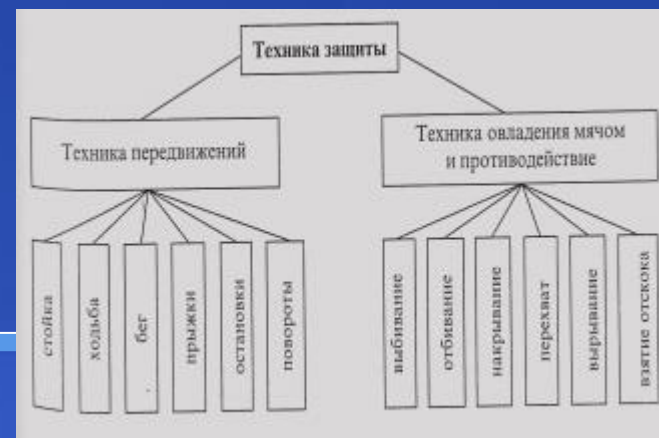 Техника защиты
Техника передвижений
Техника овладения мячом
и противодействие
стойка
ходьба
бег
прыжки
остановки
повороты
выбивание
отбивание
накрывание
перехват
вырывание
взятие отскока